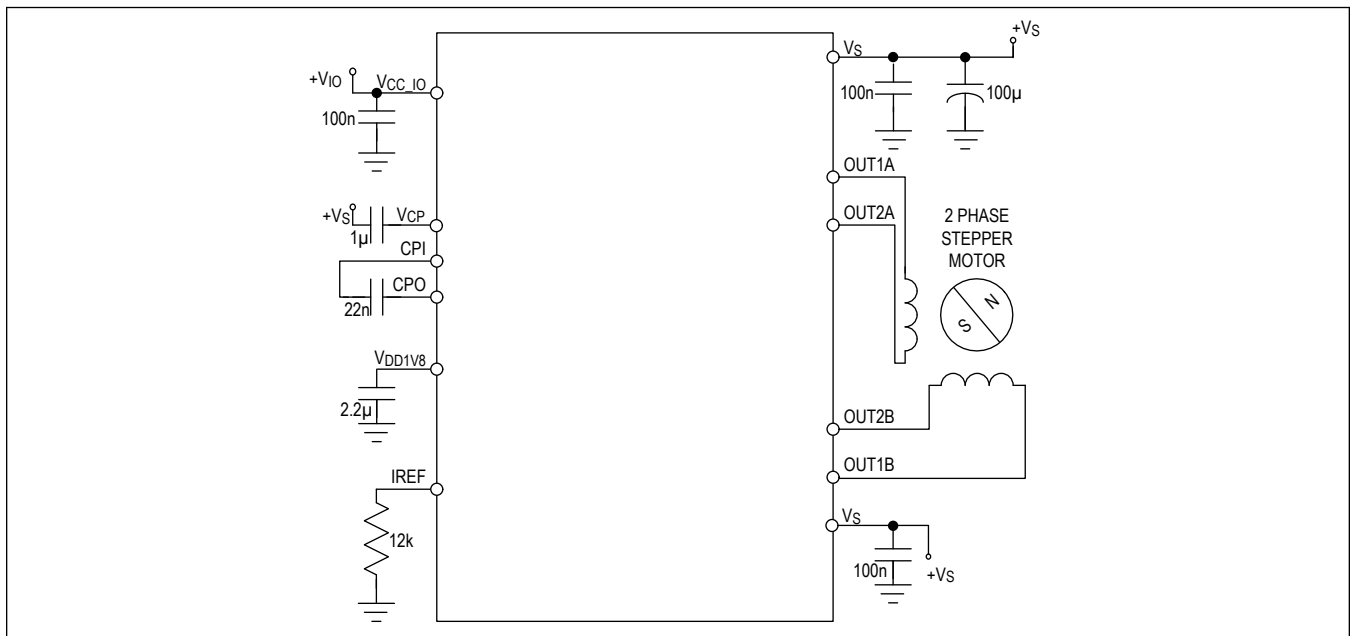 +VS
VS
+VIO
VCC_IO
100n
100n
100µ
OUT1A
+VS
VCP
OUT2A
2 PHASE
STEPPER
MOTOR
1µ
CPI
CPO
22n
N
S
VDD1V8
2.2µ
OUT2B
IREF
OUT1B
VS
12k
100n
+VS